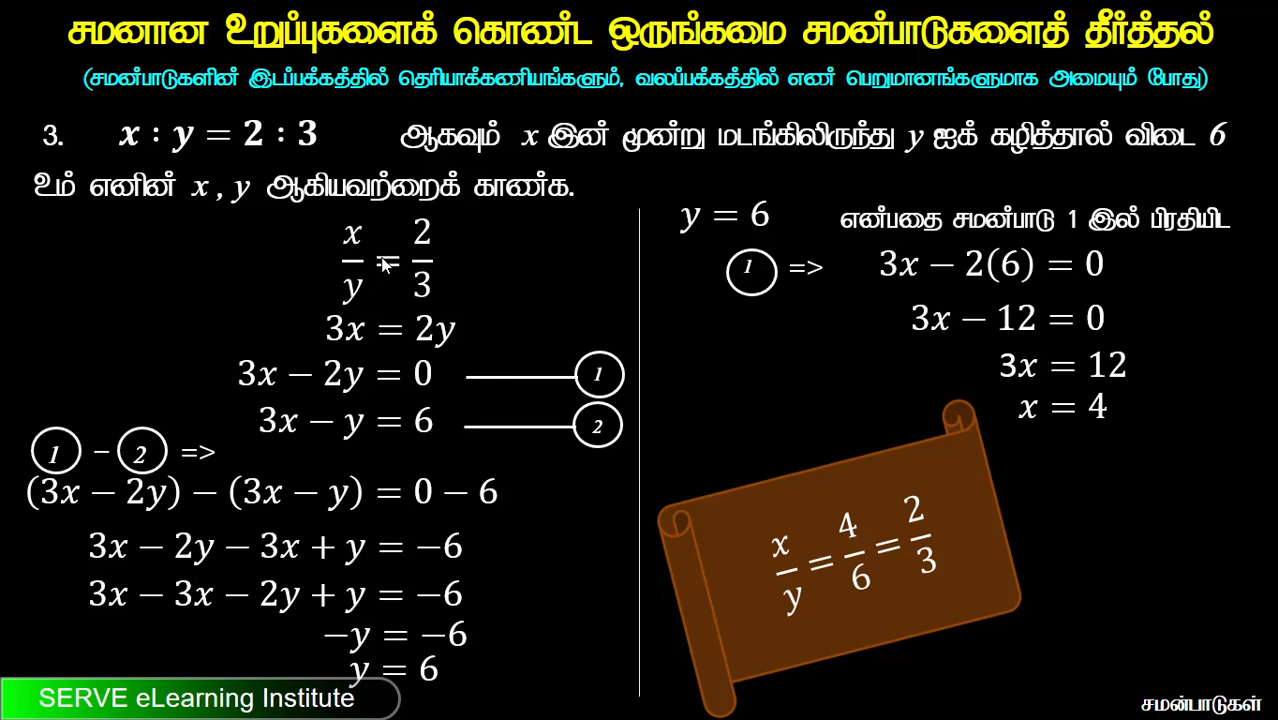 சமனான உறுப்புகளைக் கொண்ட ஒருங்கமை சமன்பாடுகளைத் தீர்த்தல்
(சமன்பாடுகளின் இடப்பக்கத்தில் தெரியாக்கணியங்களும், வலப்பக்கத்தில் எண் பெறுமானங்களுமாக அமையும் போது)
3. x : y = 2 : 3 ஆகவும் x இன் மூன்று மடங்கிலிருந்து y ஐக் கழித்தால் விடை 6
உம் எனின் x , y ஆகியவற்றைக் காண்க.
x/y = 2/3
3x = 2y
3x − 2y = 0 ——— 1
3x − y = 6 ——— 2
1 − 2 =>
(3x − 2y) − (3x − y) = 0 − 6
3x − 2y − 3x + y = −6
3x − 3x − 2y + y = −6
−y = −6
y = 6
y = 6 என்பதை சமன்பாடு 1 இல் பிரதியிட
1 => 3x − 2(6) = 0
3x − 12 = 0
3x = 12
x = 4
x/y = 4/6 = 2/3
SERVE eLearning Institute
சமன்பாடுகள்